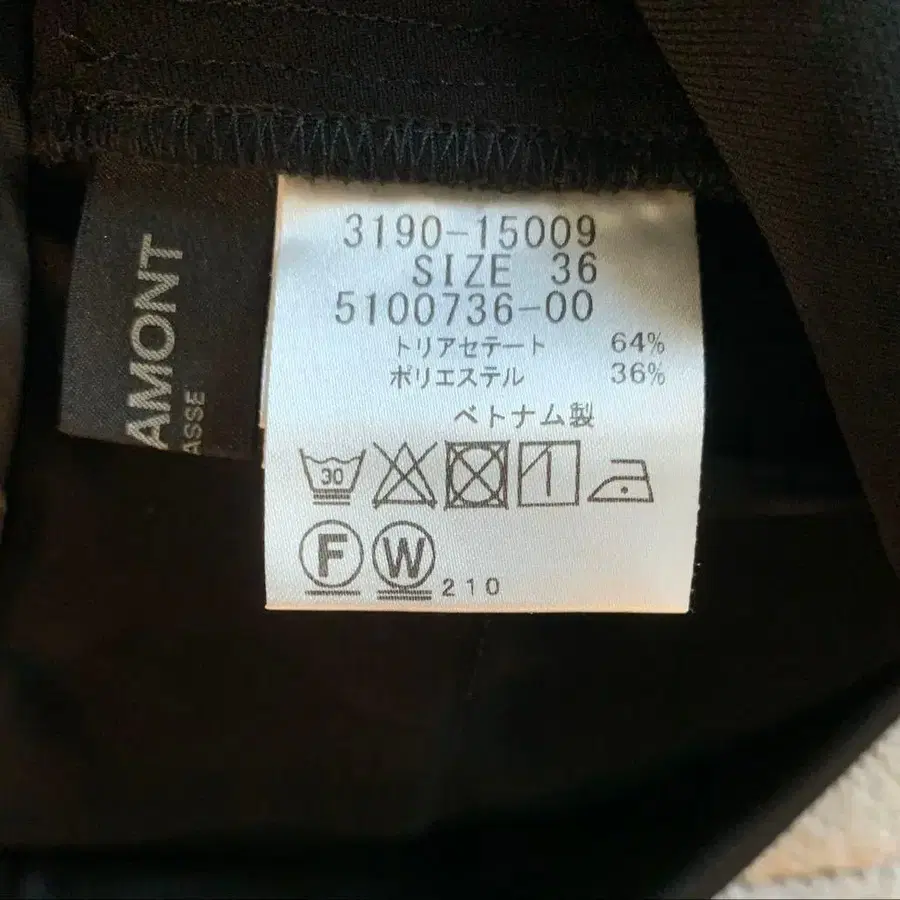 3190-15009
SIZE 36
5100736-00
トリアセテート 64%
ポリエステル 36%
ベトナム製
30
F W 210
AMONT
ASSE